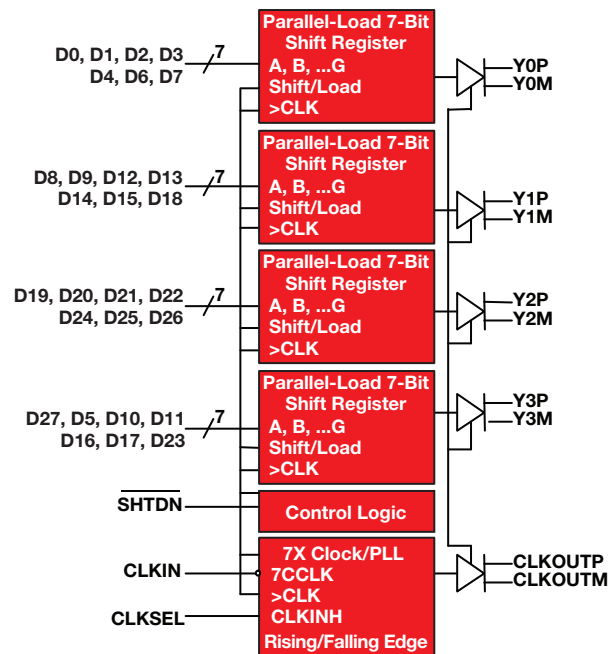 Parallel-Load 7-Bit
Shift Register
D0, D1, D2, D3
D4, D6, D7
7
A, B, ...G
Shift/Load
>CLK
Y0P
Y0M
Parallel-Load 7-Bit
Shift Register
D8, D9, D12, D13
D14, D15, D18
7
A, B, ...G
Shift/Load
>CLK
Y1P
Y1M
Parallel-Load 7-Bit
Shift Register
D19, D20, D21, D22
D24, D25, D26
7
A, B, ...G
Shift/Load
>CLK
Y2P
Y2M
Parallel-Load 7-Bit
Shift Register
D27, D5, D10, D11
D16, D17, D23
7
A, B, ...G
Shift/Load
>CLK
Y3P
Y3M
SHTDN
Control Logic
7X Clock/PLL
CLKIN
7CCLK
>CLK
CLKSEL
CLKINH
Rising/Falling Edge
CLKOUTP
CLKOUTM